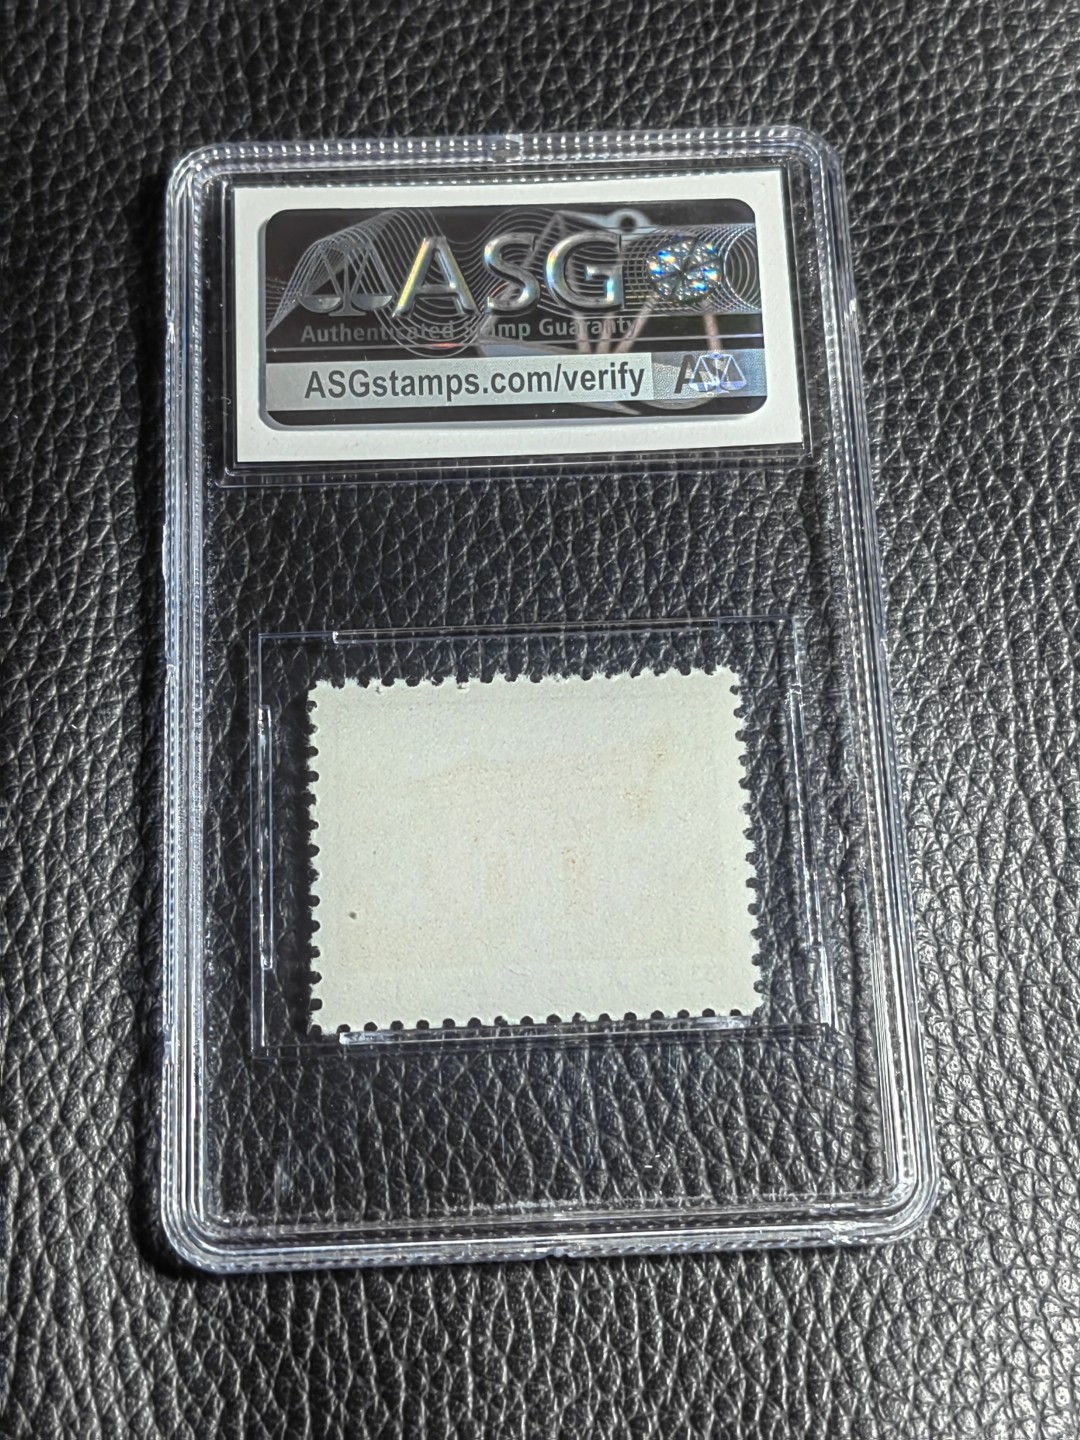 ASG
Authenticated Stamp Guaranty
ASGstamps.com/verify